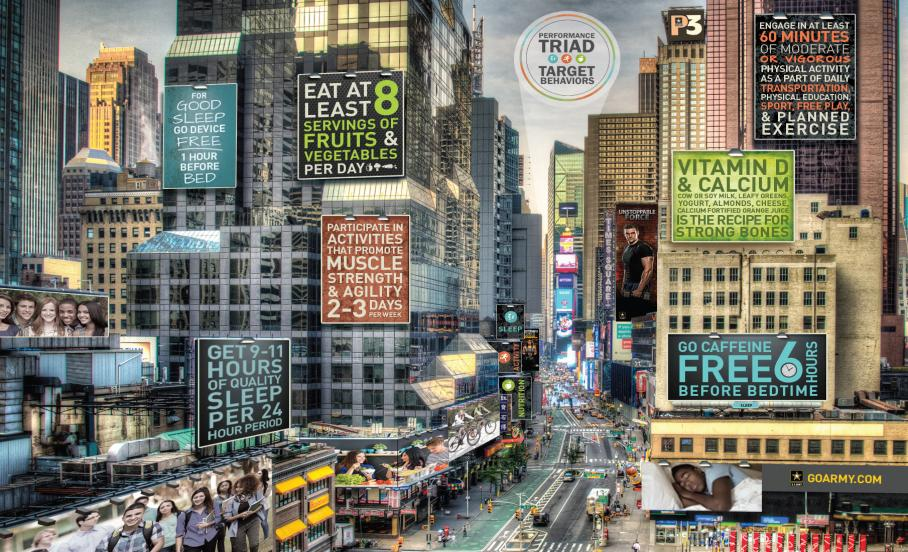 PERFORMANCE
TRIAD
TARGET
BEHAVIORS
P3
FOR
GOOD
SLEEP
GO DEVICE
FREE
1 HOUR
BEFORE
BED
EAT AT
LEAST 8
SERVINGS OF
FRUITS &
VEGETABLES
PER DAY
ENGAGE IN AT LEAST
60 MINUTES
OF MODERATE
OR VIGOROUS
PHYSICAL ACTIVITY
AS A PART OF DAILY
TRANSPORTATION,
PHYSICAL EDUCATION,
SPORT, FREE PLAY,
& PLANNED
EXERCISE
VITAMIN D
& CALCIUM
COW OR SOY MILK, LEAFY GREENS,
YOGURT, ALMONDS, CHEESE,
CALCIUM FORTIFIED ORANGE JUICE
IS THE RECIPE FOR
STRONG BONES
PARTICIPATE IN
ACTIVITIES
THAT PROMOTE
MUSCLE
STRENGTH
& AGILITY
2-3 DAYS
PER WEEK
UNSTOPPABLE
FORCE
TIMES SQUARE
SLEEP
NUTRITION
GET 9-11
HOURS
OF QUALITY
SLEEP
PER 24
HOUR PERIOD
GO CAFFEINE
FREE 6 HOURS
BEFORE BEDTIME
SLEEP
GOARMY.COM